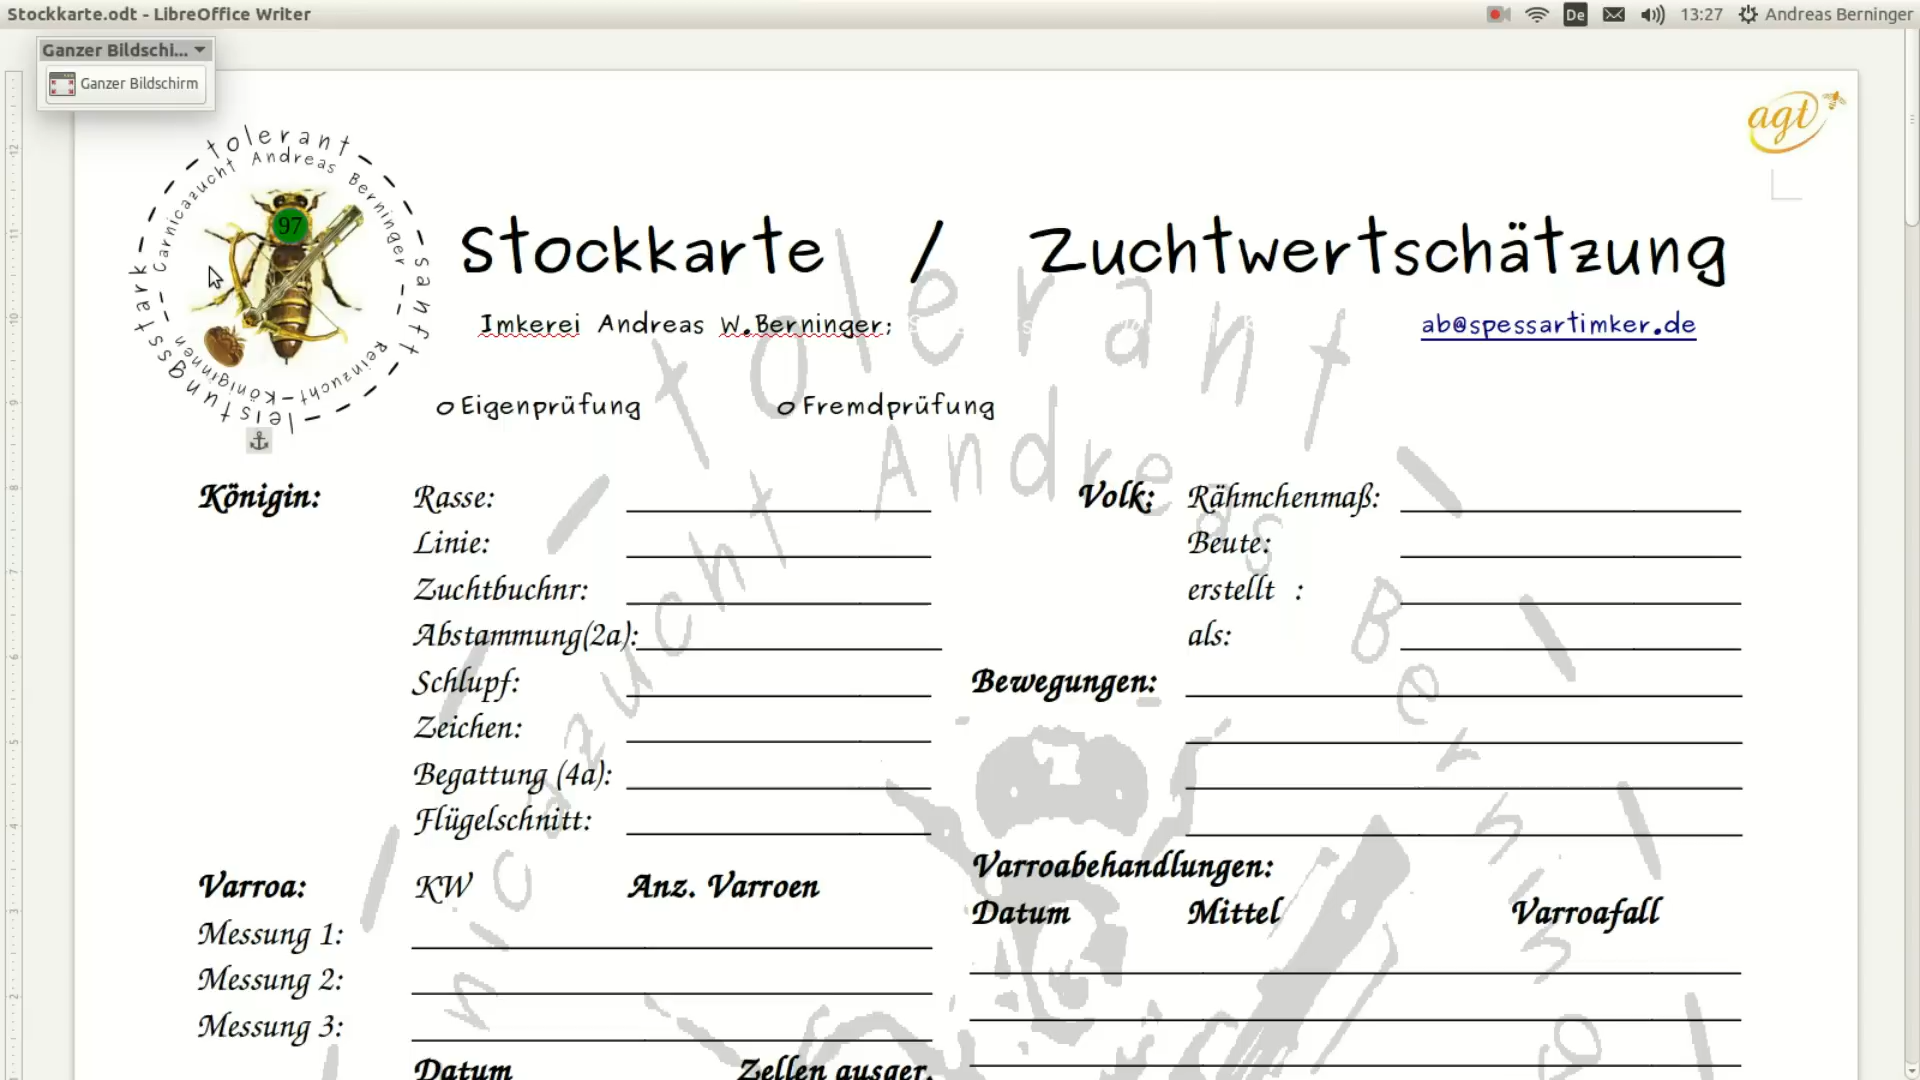 Stockkarte.odt - LibreOffice Writer
De
13:27
Andreas Berninger
Ganzer Bildschi...
Ganzer Bildschirm
tolerant
sanft
leistungsstark
Carnicazucht Andreas Berninger
Reinzucht-Königinnen
97
agt
Stockkarte / Zuchtwertschätzung
Imkerei Andreas W.Berninger;
ab@spessartimker.de
o Eigenprüfung o Fremdprüfung
Königin: Rasse: Volk: Rähmchenmaß:
Linie: Beute:
Zuchtbuchnr: erstellt :
Abstammung(2a): als:
Schlupf: Bewegungen:
Zeichen:
Begattung (4a):
Flügelschnitt:
Varroabehandlungen:
Varroa: KW Anz. Varroen
Datum Mittel Varroafall
Messung 1:
Messung 2:
Messung 3:
Datum Zellen ausger.
tolerant
Andreas